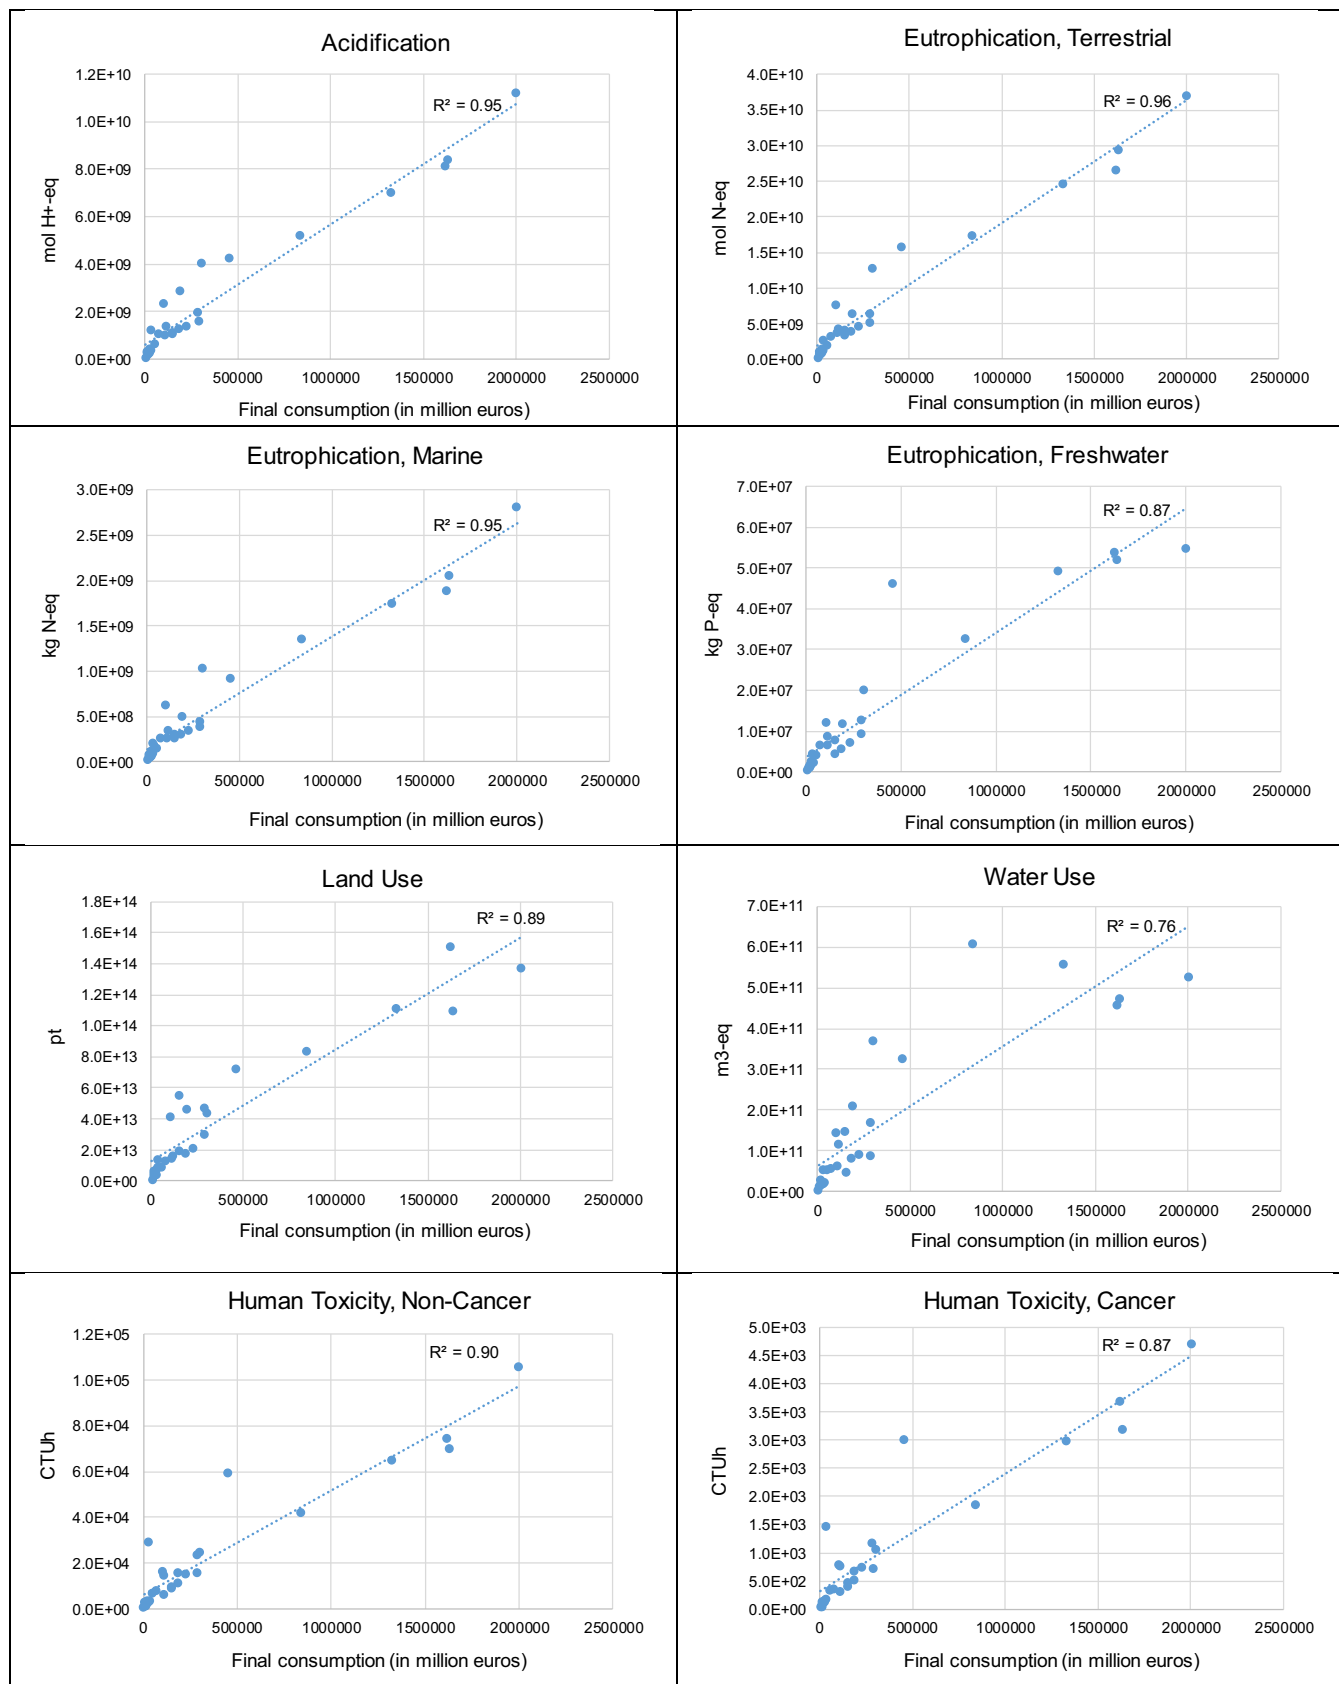 Acidification
1.2E+10
1.0E+10
8.0E+09
6.0E+09
4.0E+09
2.0E+09
0.0E+00
mol H+-eq
R² = 0.95
0 500000 1000000 1500000 2000000 2500000
Final consumption (in million euros)
Eutrophication, Terrestrial
4.0E+10
3.5E+10
3.0E+10
2.5E+10
2.0E+10
1.5E+10
1.0E+10
5.0E+09
0.0E+00
mol N-eq
R² = 0.96
0 500000 1000000 1500000 2000000 2500000
Final consumption (in million euros)
Eutrophication, Marine
3.0E+09
2.5E+09
2.0E+09
1.5E+09
1.0E+09
5.0E+08
0.0E+00
kg N-eq
R² = 0.95
0 500000 1000000 1500000 2000000 2500000
Final consumption (in million euros)
Eutrophication, Freshwater
7.0E+07
6.0E+07
5.0E+07
4.0E+07
3.0E+07
2.0E+07
1.0E+07
0.0E+00
kg P-eq
R² = 0.87
0 500000 1000000 1500000 2000000 2500000
Final consumption (in million euros)
Land Use
1.8E+14
1.6E+14
1.4E+14
1.2E+14
1.0E+14
8.0E+13
6.0E+13
4.0E+13
2.0E+13
0.0E+00
pt
R² = 0.89
0 500000 1000000 1500000 2000000 2500000
Final consumption (in million euros)
Water Use
7.0E+11
6.0E+11
5.0E+11
4.0E+11
3.0E+11
2.0E+11
1.0E+11
0.0E+00
m3-eq
R² = 0.76
0 500000 1000000 1500000 2000000 2500000
Final consumption (in million euros)
Human Toxicity, Non-Cancer
1.2E+05
1.0E+05
8.0E+04
6.0E+04
4.0E+04
2.0E+04
0.0E+00
CTUh
R² = 0.90
0 500000 1000000 1500000 2000000 2500000
Final consumption (in million euros)
Human Toxicity, Cancer
5.0E+03
4.5E+03
4.0E+03
3.5E+03
3.0E+03
2.5E+03
2.0E+03
1.5E+03
1.0E+03
5.0E+02
0.0E+00
CTUh
R² = 0.87
0 500000 1000000 1500000 2000000 2500000
Final consumption (in million euros)